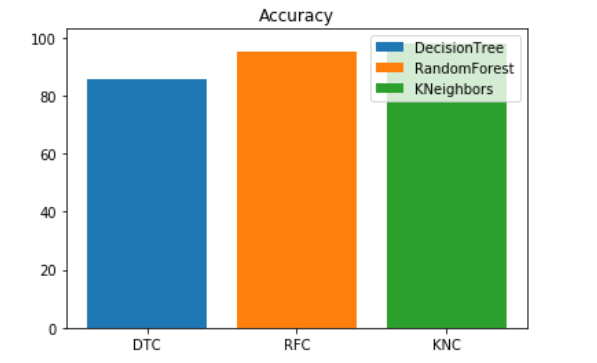 Accuracy
100
80
60
40
20
0
DecisionTree
RandomForest
KNeighbors
DTC
RFC
KNC